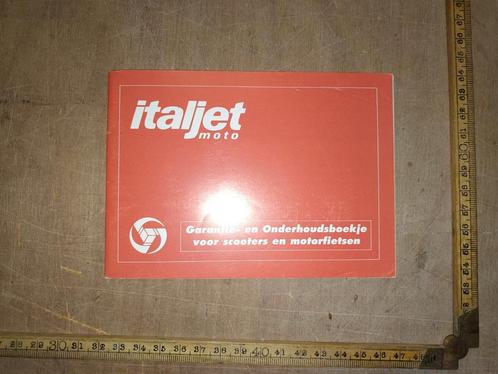 italjet
moto
Garantie- en Onderhoudsboekje
voor scooters en motorfietsen